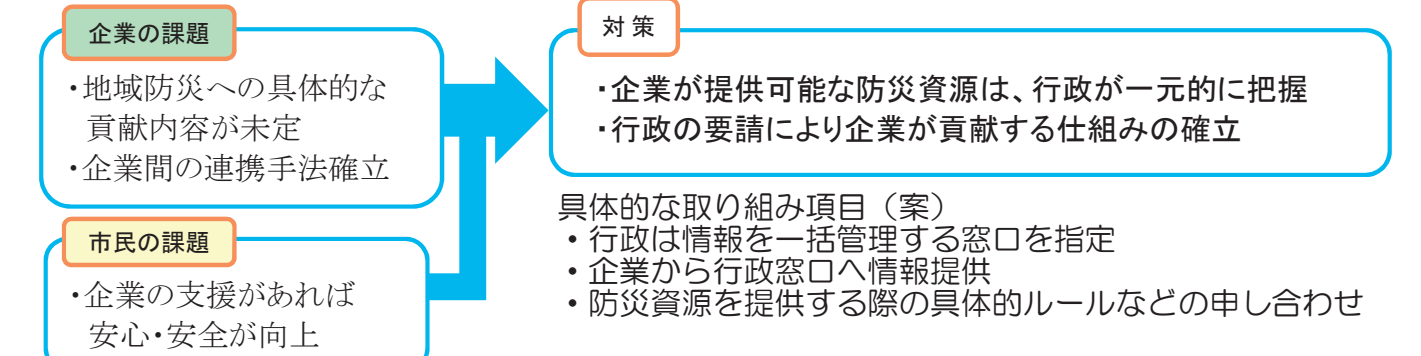 企業の課題
・地域防災への具体的な
貢献内容が未定
・企業間の連携手法確立
市民の課題
・企業の支援があれば
安心・安全が向上
対 策
・企業が提供可能な防災資源は、行政が一元的に把握
・行政の要請により企業が貢献する仕組みの確立
具体的な取り組み項目（案）
・行政は情報を一括管理する窓口を指定
・企業から行政窓口へ情報提供
・防災資源を提供する際の具体的ルールなどの申し合わせ